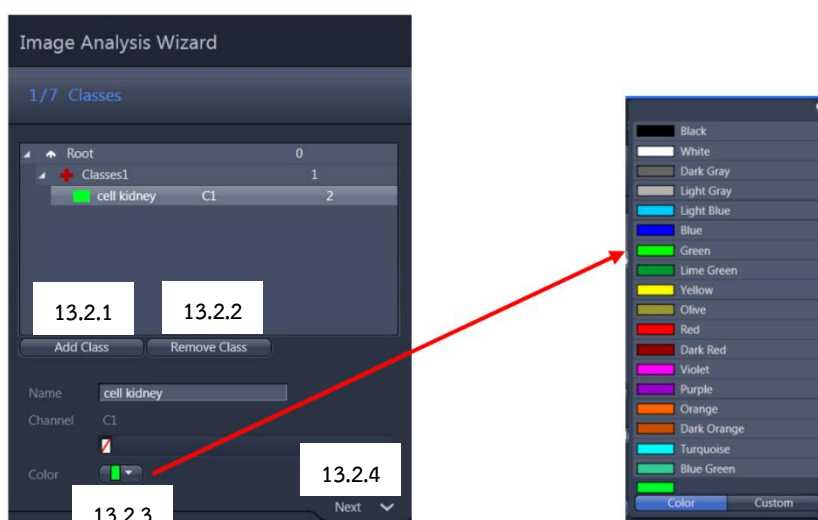 Image Analysis Wizard
1/7 Classes
Root 0
Classes1 1
cell kidney C1 2
13.2.1 13.2.2
Add Class Remove Class
Name cell kidney
Channel C1
Color
13.2.4
13.2.3
Next
Black
White
Dark Gray
Light Gray
Light Blue
Blue
Green
Lime Green
Yellow
Olive
Red
Dark Red
Violet
Purple
Orange
Dark Orange
Turquoise
Blue Green
Color Custom